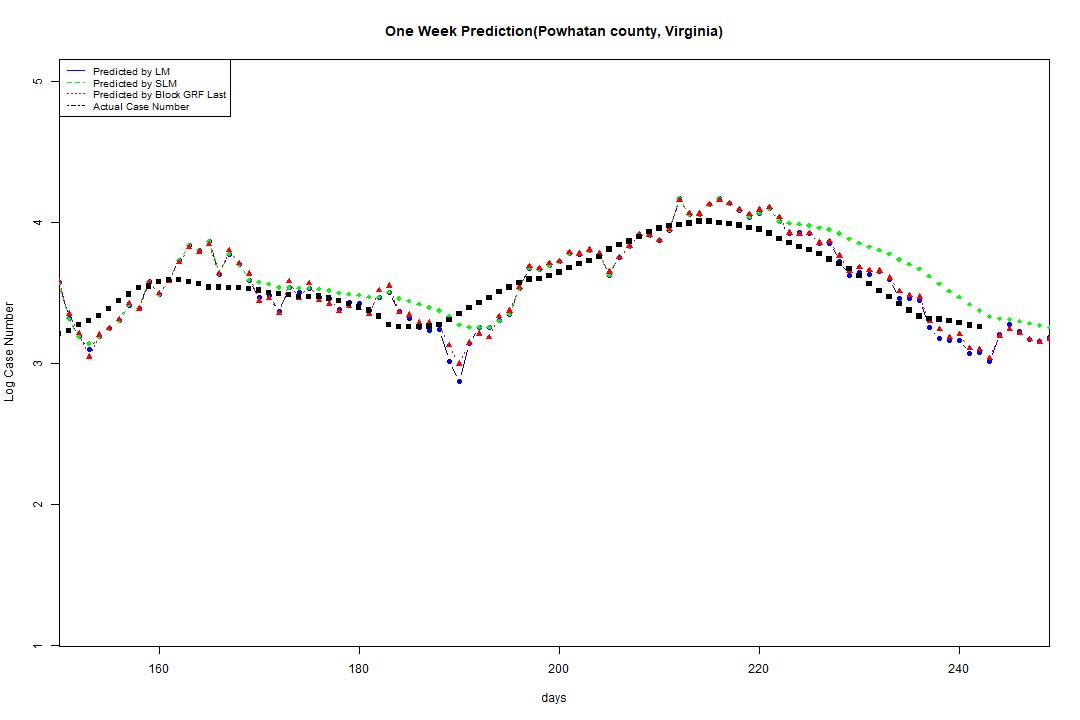 One Week Prediction(Powhatan county, Virginia)
Predicted by LM
Predicted by SLM
Predicted by Block GRF Last
Actual Case Number
5
4
3
2
1
Log Case Number
160 180 200 220 240
days